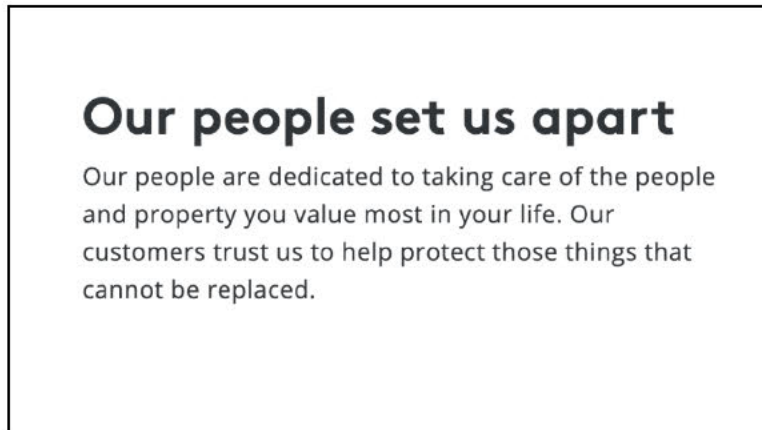 Our people set us apart
Our people are dedicated to taking care of the people
and property you value most in your life. Our
customers trust us to help protect those things that
cannot be replaced.